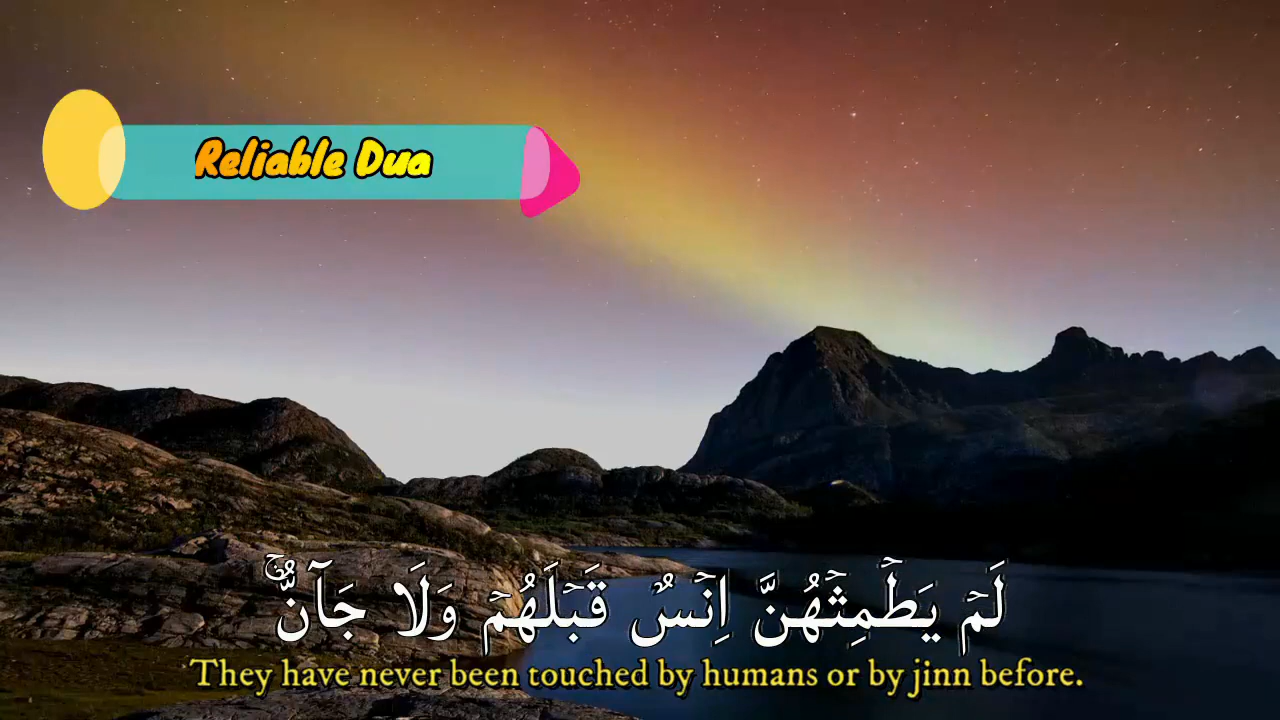 Reliable Dua
لَمۡ يَطۡمِثۡهُنَّ اِنۡسٌ قَبۡلَهُمۡ وَلَا جَآنٌّ‌ۚ
They have never been touched by humans or by jinn before.